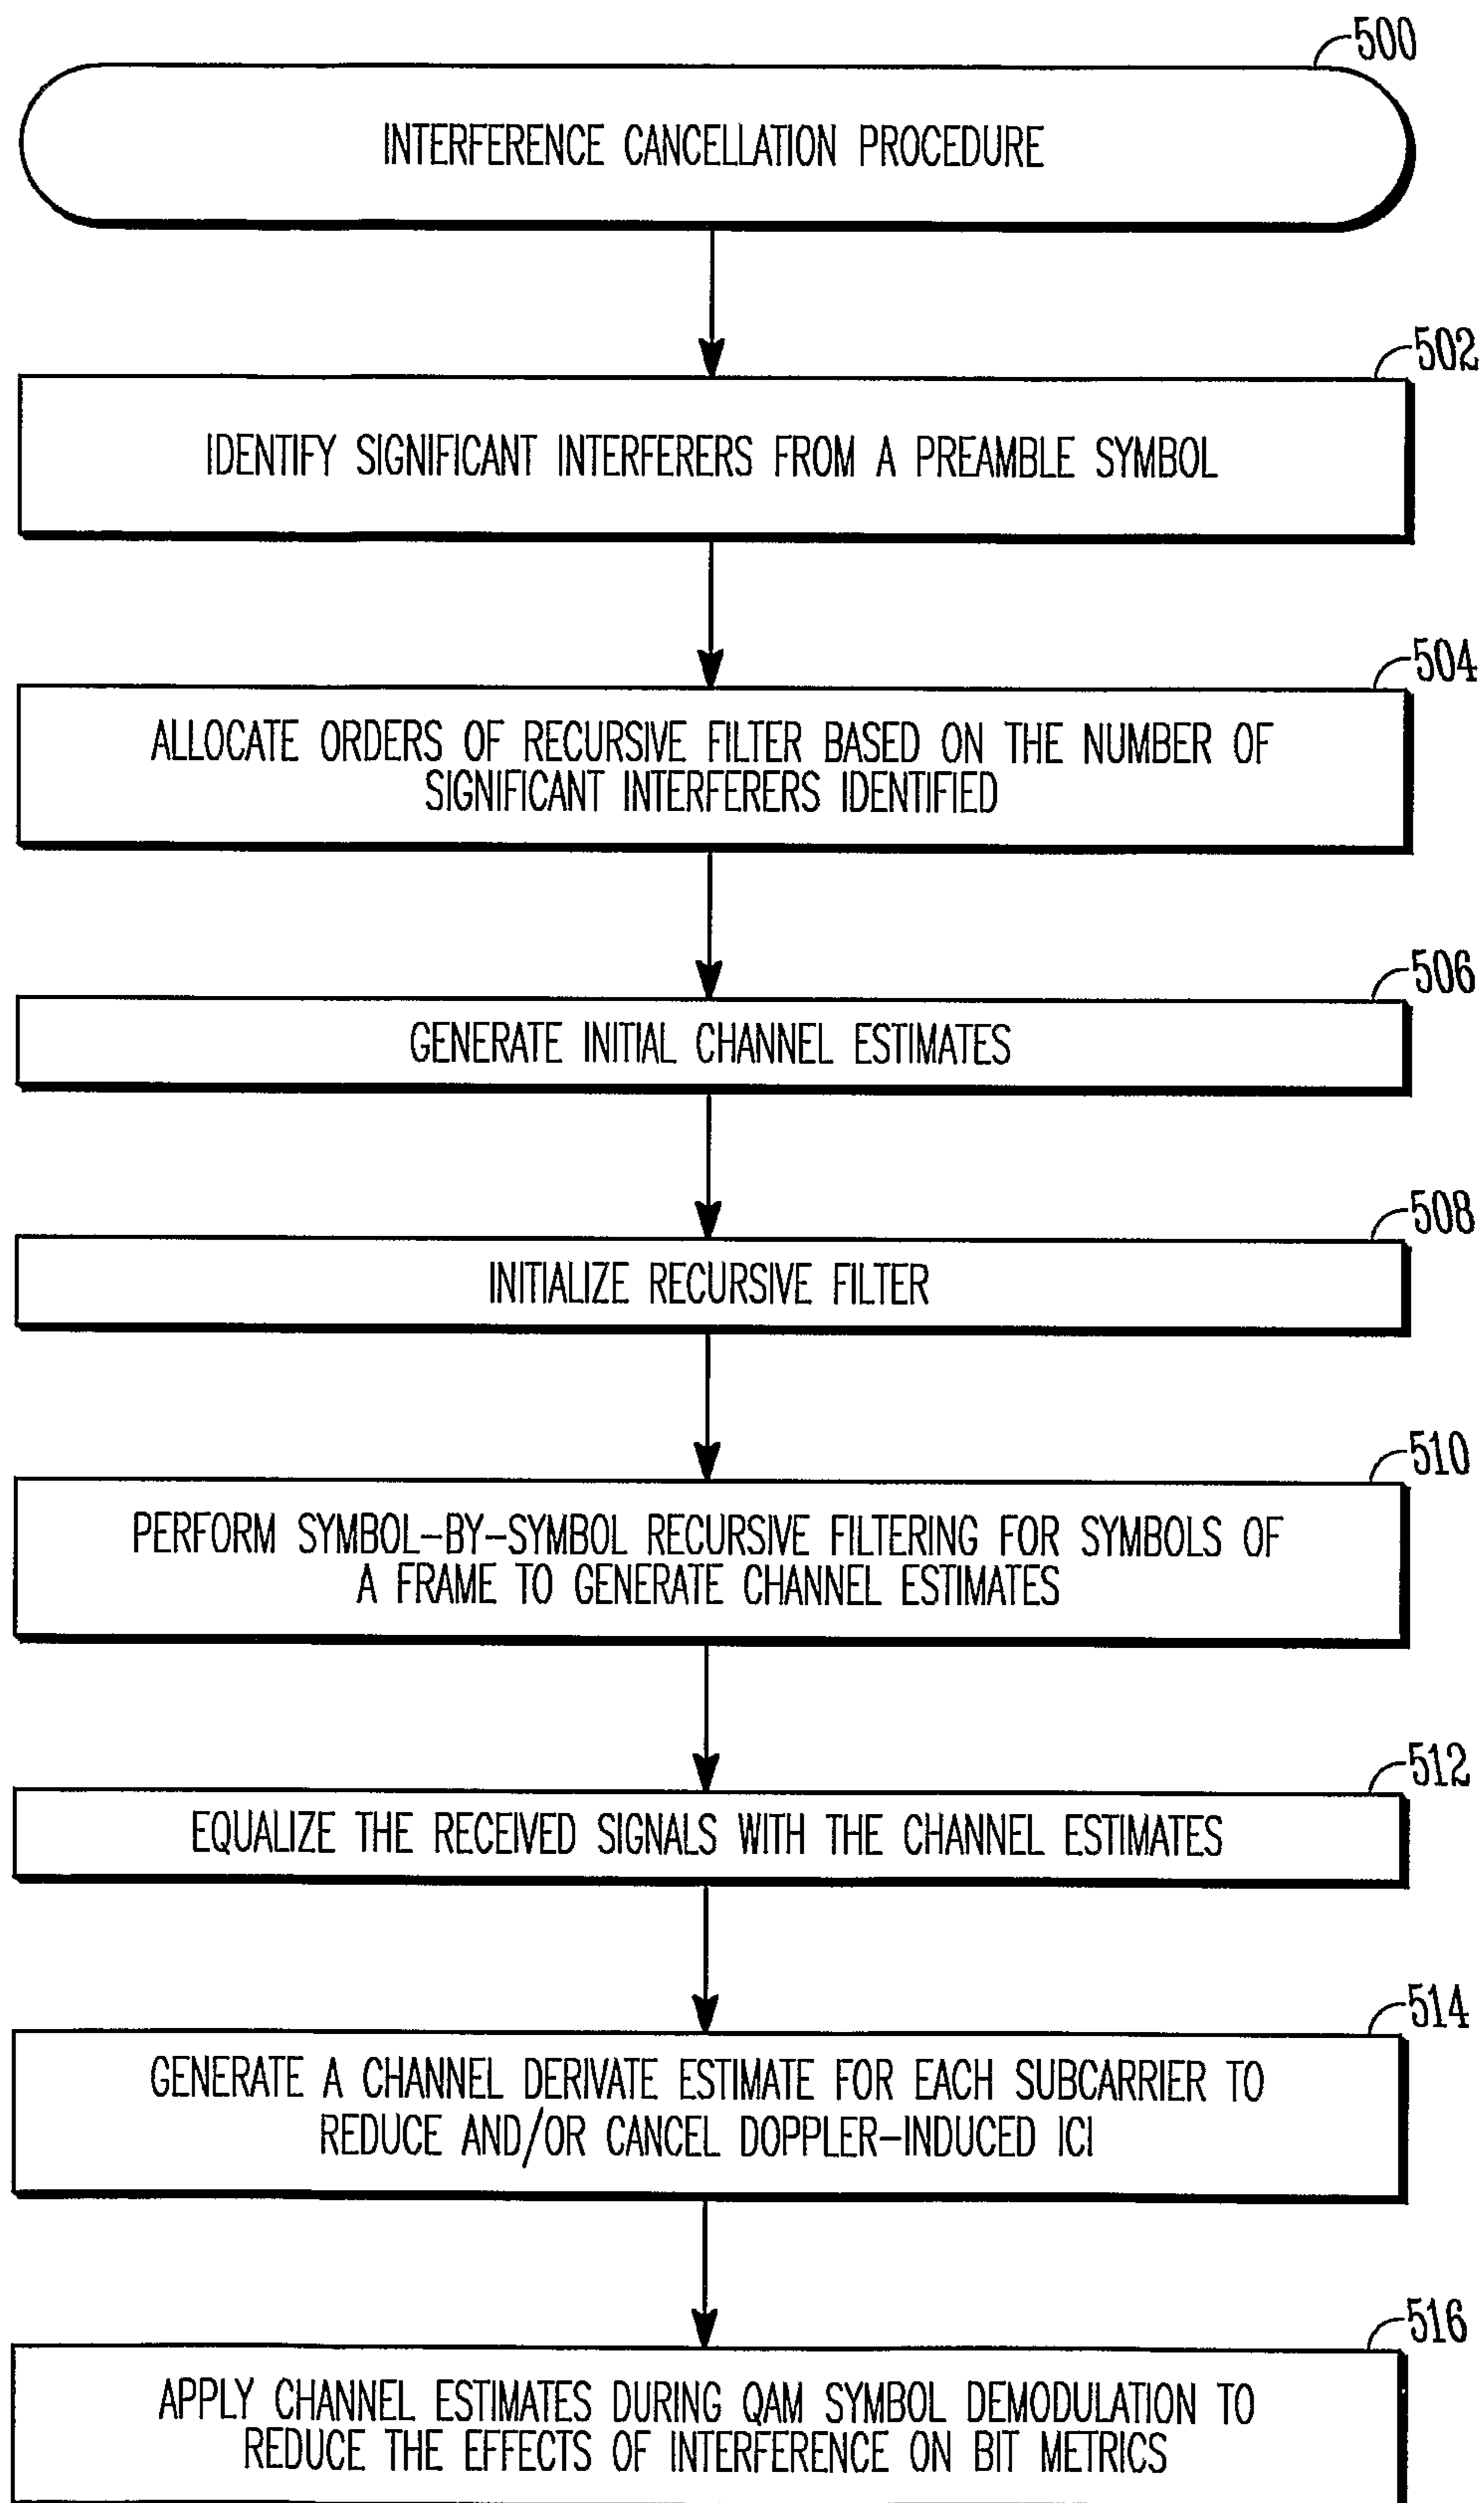 500
INTERFERENCE CANCELLATION PROCEDURE
502
IDENTIFY SIGNIFICANT INTERFERERS FROM A PREAMBLE SYMBOL
504
ALLOCATE ORDERS OF RECURSIVE FILTER BASED ON THE NUMBER OF
SIGNIFICANT INTERFERERS IDENTIFIED
506
GENERATE INITIAL CHANNEL ESTIMATES
508
INITIALIZE RECURSIVE FILTER
510
PERFORM SYMBOL-BY-SYMBOL RECURSIVE FILTERING FOR SYMBOLS OF
A FRAME TO GENERATE CHANNEL ESTIMATES
512
EQUALIZE THE RECEIVED SIGNALS WITH THE CHANNEL ESTIMATES
514
GENERATE A CHANNEL DERIVATE ESTIMATE FOR EACH SUBCARRIER TO
REDUCE AND/OR CANCEL DOPPLER-INDUCED ICI
516
APPLY CHANNEL ESTIMATES DURING QAM SYMBOL DEMODULATION TO
REDUCE THE EFFECTS OF INTERFERENCE ON BIT METRICS